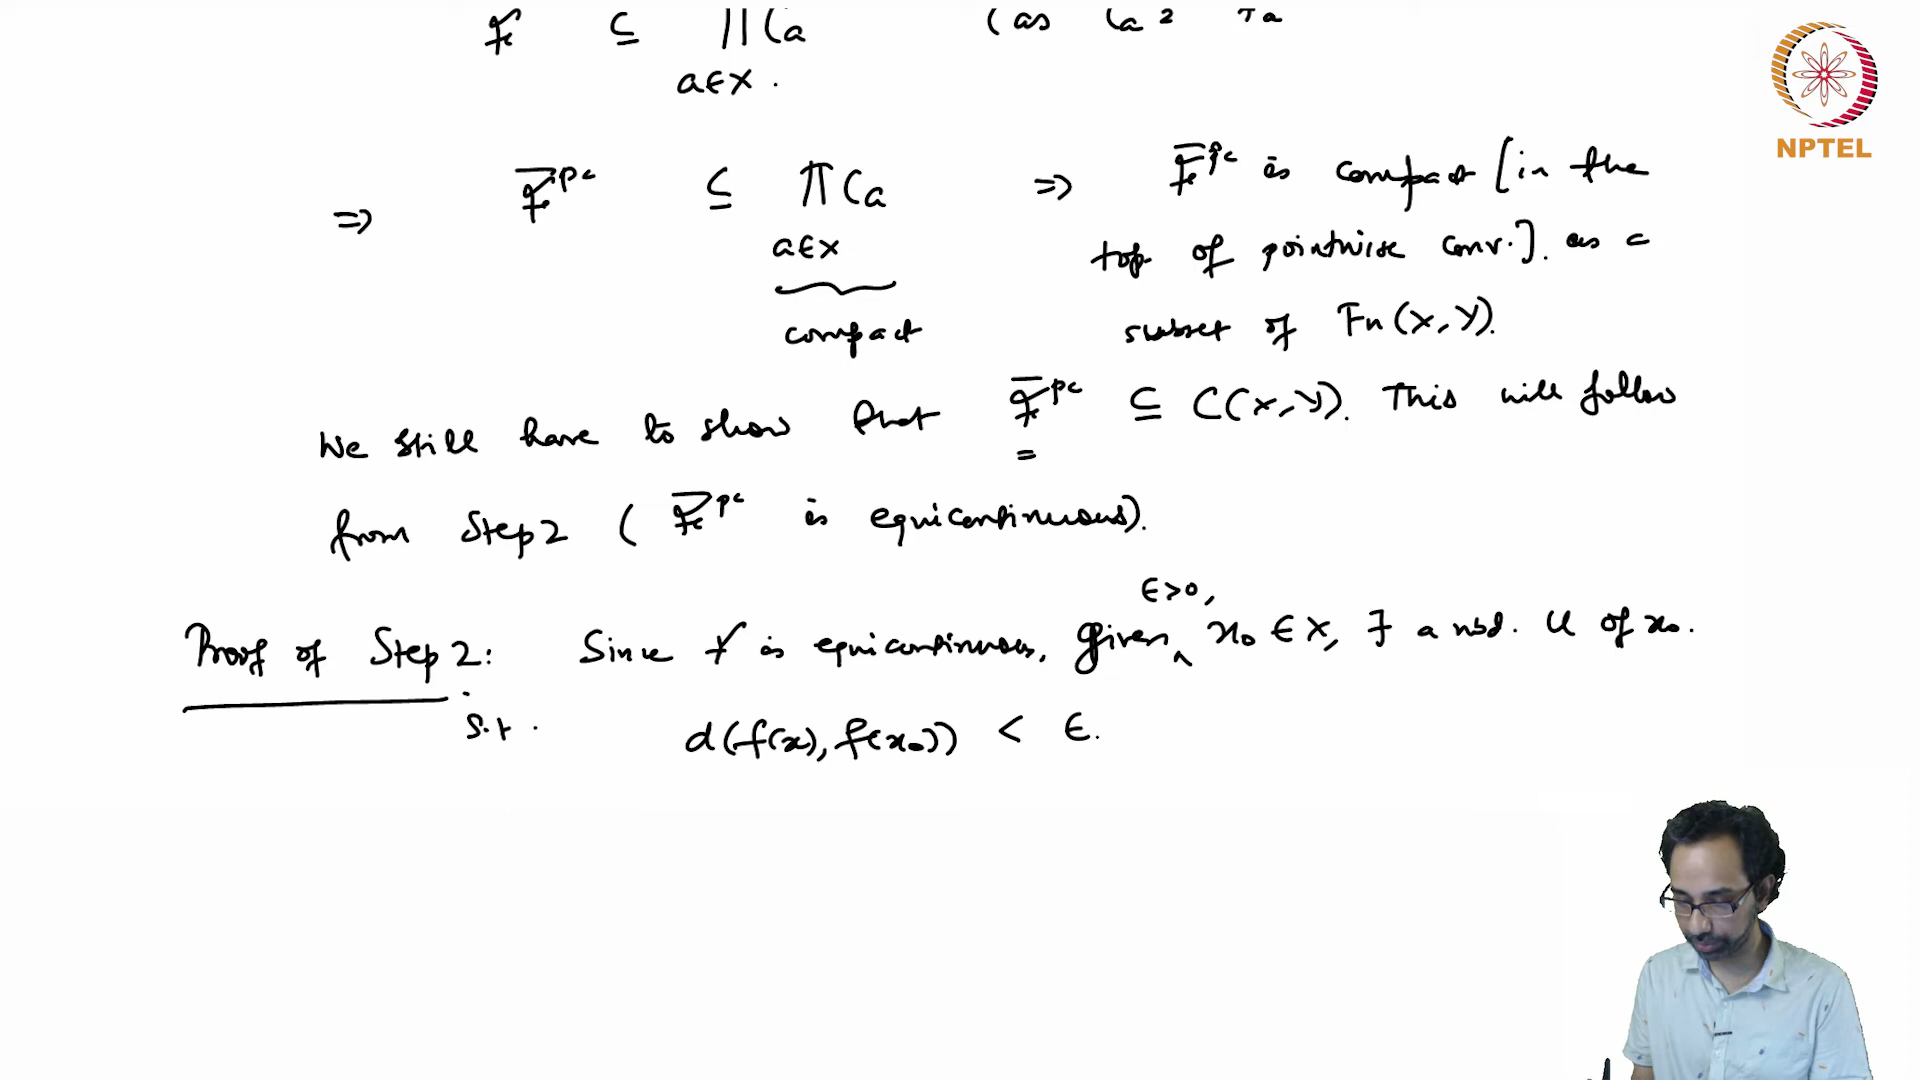 ℱ ⊆ ∏ Ca (as Ca ⊇ ℱa
a∈X.
NPTEL
⇒ ℱ̅ᵖᶜ ⊆ ∏ Ca ⇒ ℱ̅ᵖᶜ is compact [in the
a∈X top. of pointwise conv.]. as a
compact subset of Fn(X,Y).
We still have to show that ℱ̅ᵖᶜ ⊆ C(X,Y). This will follow
from Step 2 (ℱ̅ᵖᶜ is equicontinuous).
ϵ>0,
Proof of Step 2: Since ℱ is equicontinuous, given ‸ x₀ ∈ X, ∃ a nbd. U of x₀.
s.t. d(f(x), f(x₀)) < ϵ.